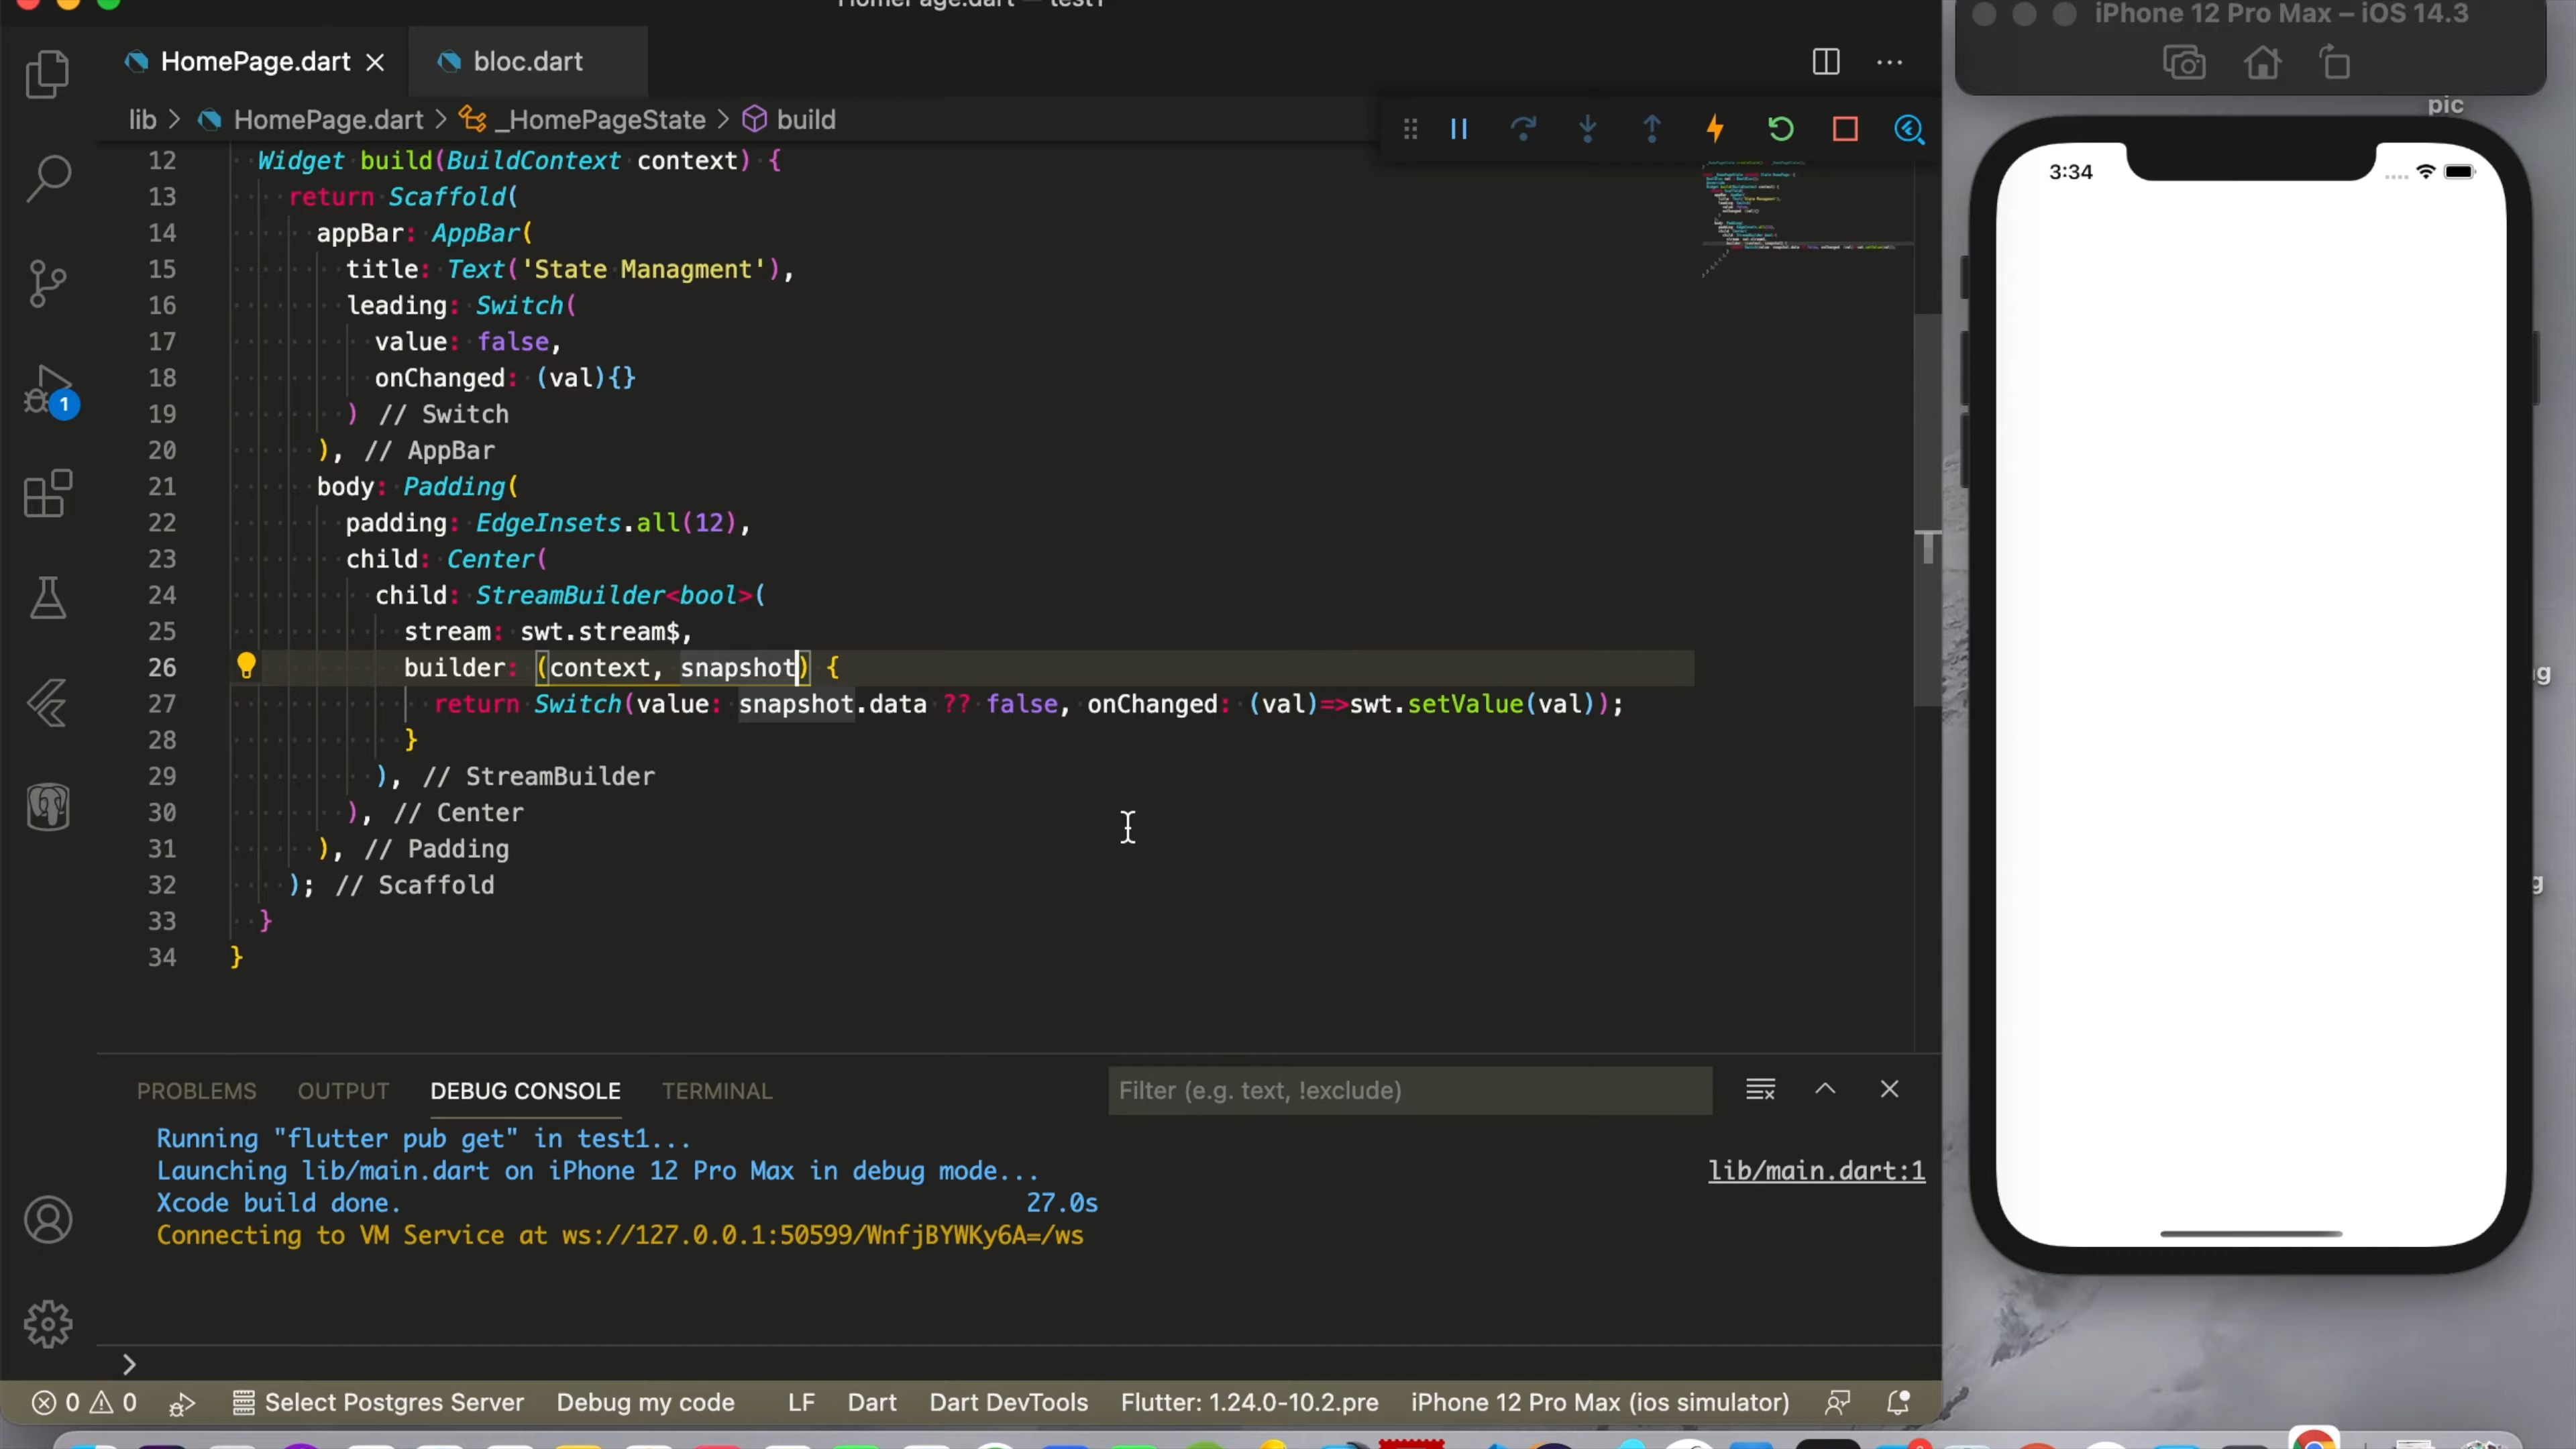 HomePage.dart — test1
HomePage.dart
bloc.dart
lib > HomePage.dart > _HomePageState > build
12 Widget build(BuildContext context) {
13 return Scaffold(
14 appBar: AppBar(
15 title: Text('State Managment'),
16 leading: Switch(
17 value: false,
18 onChanged: (val){}
19 ) // Switch
20 ), // AppBar
21 body: Padding(
22 padding: EdgeInsets.all(12),
23 child: Center(
24 child: StreamBuilder<bool>(
25 stream: swt.stream$,
26 builder: (context, snapshot) {
27 return Switch(value: snapshot.data ?? false, onChanged: (val)=>swt.setValue(val));
28 }
29 ), // StreamBuilder
30 ), // Center
31 ), // Padding
32 ); // Scaffold
33 }
34 }
1
PROBLEMS OUTPUT DEBUG CONSOLE TERMINAL
Filter (e.g. text, !exclude)
Running "flutter pub get" in test1...
Launching lib/main.dart on iPhone 12 Pro Max in debug mode...
lib/main.dart:1
Xcode build done. 27.0s
Connecting to VM Service at ws://127.0.0.1:50599/WnfjBYWKy6A=/ws
0 0 Select Postgres Server Debug my code LF Dart Dart DevTools Flutter: 1.24.0-10.2.pre iPhone 12 Pro Max (ios simulator)
iPhone 12 Pro Max – iOS 14.3
pic
3:34